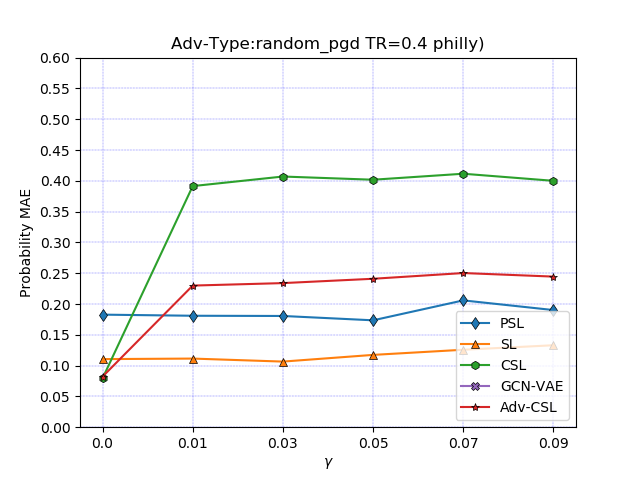 Adv-Type:random_pgd TR=0.4 philly)
Probability MAE
0.60
0.55
0.50
0.45
0.40
0.35
0.30
0.25
0.20
0.15
0.10
0.05
0.00
PSL
SL
CSL
GCN-VAE
Adv-CSL
0.0 0.01 0.03 0.05 0.07 0.09
γ